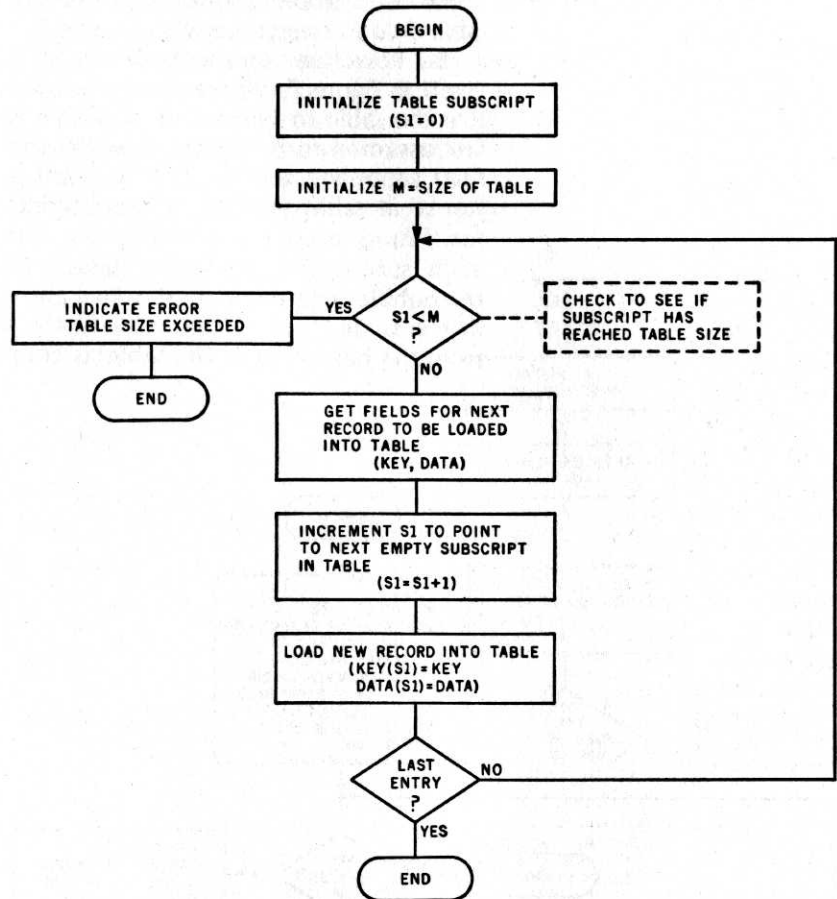 BEGIN
INITIALIZE TABLE SUBSCRIPT
(S1=0)
INITIALIZE M=SIZE OF TABLE
S1<M
?
YES
NO
INDICATE ERROR
TABLE SIZE EXCEEDED
END
CHECK TO SEE IF
SUBSCRIPT HAS
REACHED TABLE SIZE
GET FIELDS FOR NEXT
RECORD TO BE LOADED
INTO TABLE
(KEY, DATA)
INCREMENT S1 TO POINT
TO NEXT EMPTY SUBSCRIPT
IN TABLE
(S1=S1+1)
LOAD NEW RECORD INTO TABLE
(KEY(S1)=KEY
DATA(S1)=DATA)
LAST
ENTRY
?
NO
YES
END